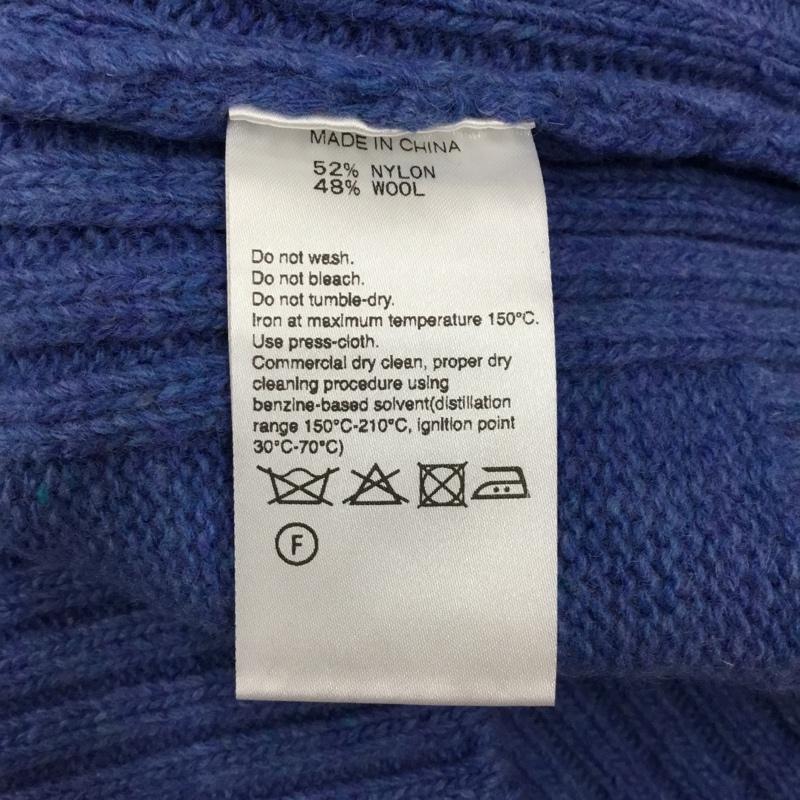 MADE IN CHINA
52% NYLON
48% WOOL
Do not wash.
Do not bleach.
Do not tumble-dry.
Iron at maximum temperature 150°C.
Use press-cloth.
Commercial dry clean, proper dry
cleaning procedure using
benzine-based solvent(distillation
range 150°C-210°C, ignition point
30°C-70°C)
F